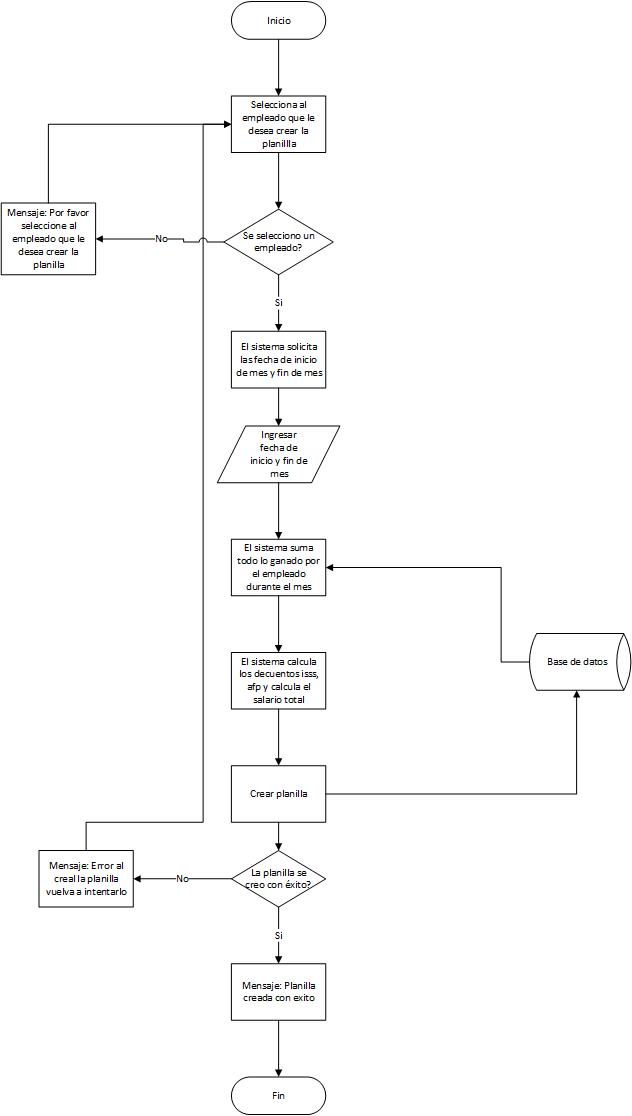 Inicio
Selecciona al
empleado que le
desea crear la
planillla
Mensaje: Por favor
seleccione al
empleado que le
desea crear la
planilla
No
Se selecciono un
empleado?
Si
El sistema solicita
las fecha de inicio
de mes y fin de mes
Ingresar
fecha de
inicio y fin de
mes
El sistema suma
todo lo ganado por
el empleado
durante el mes
El sistema calcula
los decuentos isss,
afp y calcula el
salario total
Base de datos
Crear planilla
Mensaje: Error al
creal la planilla
vuelva a intentarlo
No
La planilla se
creo con éxito?
Si
Mensaje: Planilla
creada con exito
Fin